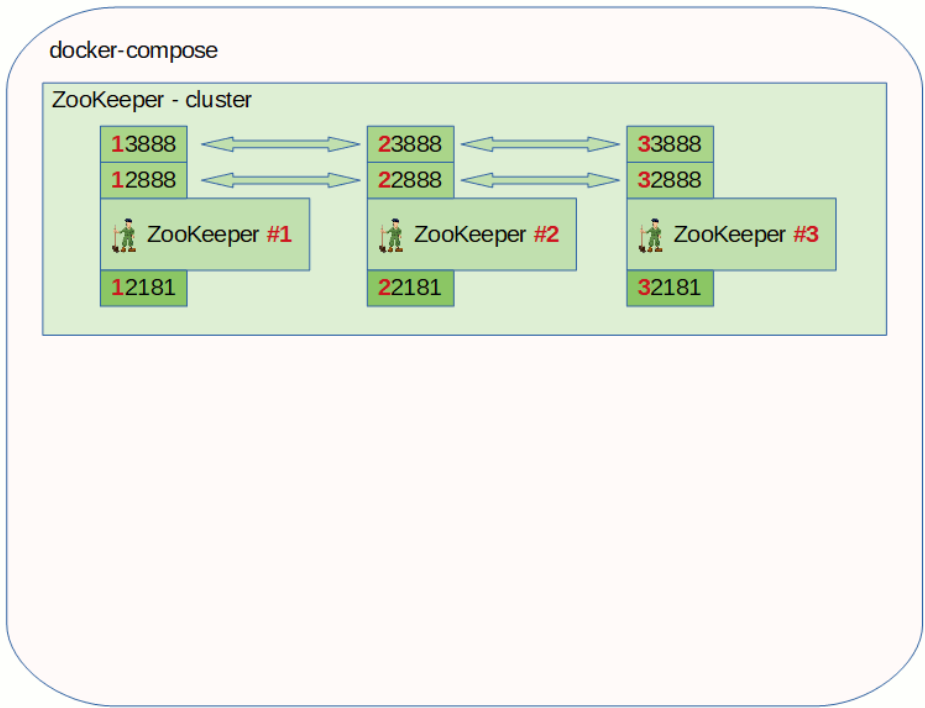 docker-compose
ZooKeeper - cluster
13888 23888 33888
12888 22888 32888
ZooKeeper #1 ZooKeeper #2 ZooKeeper #3
12181 22181 32181